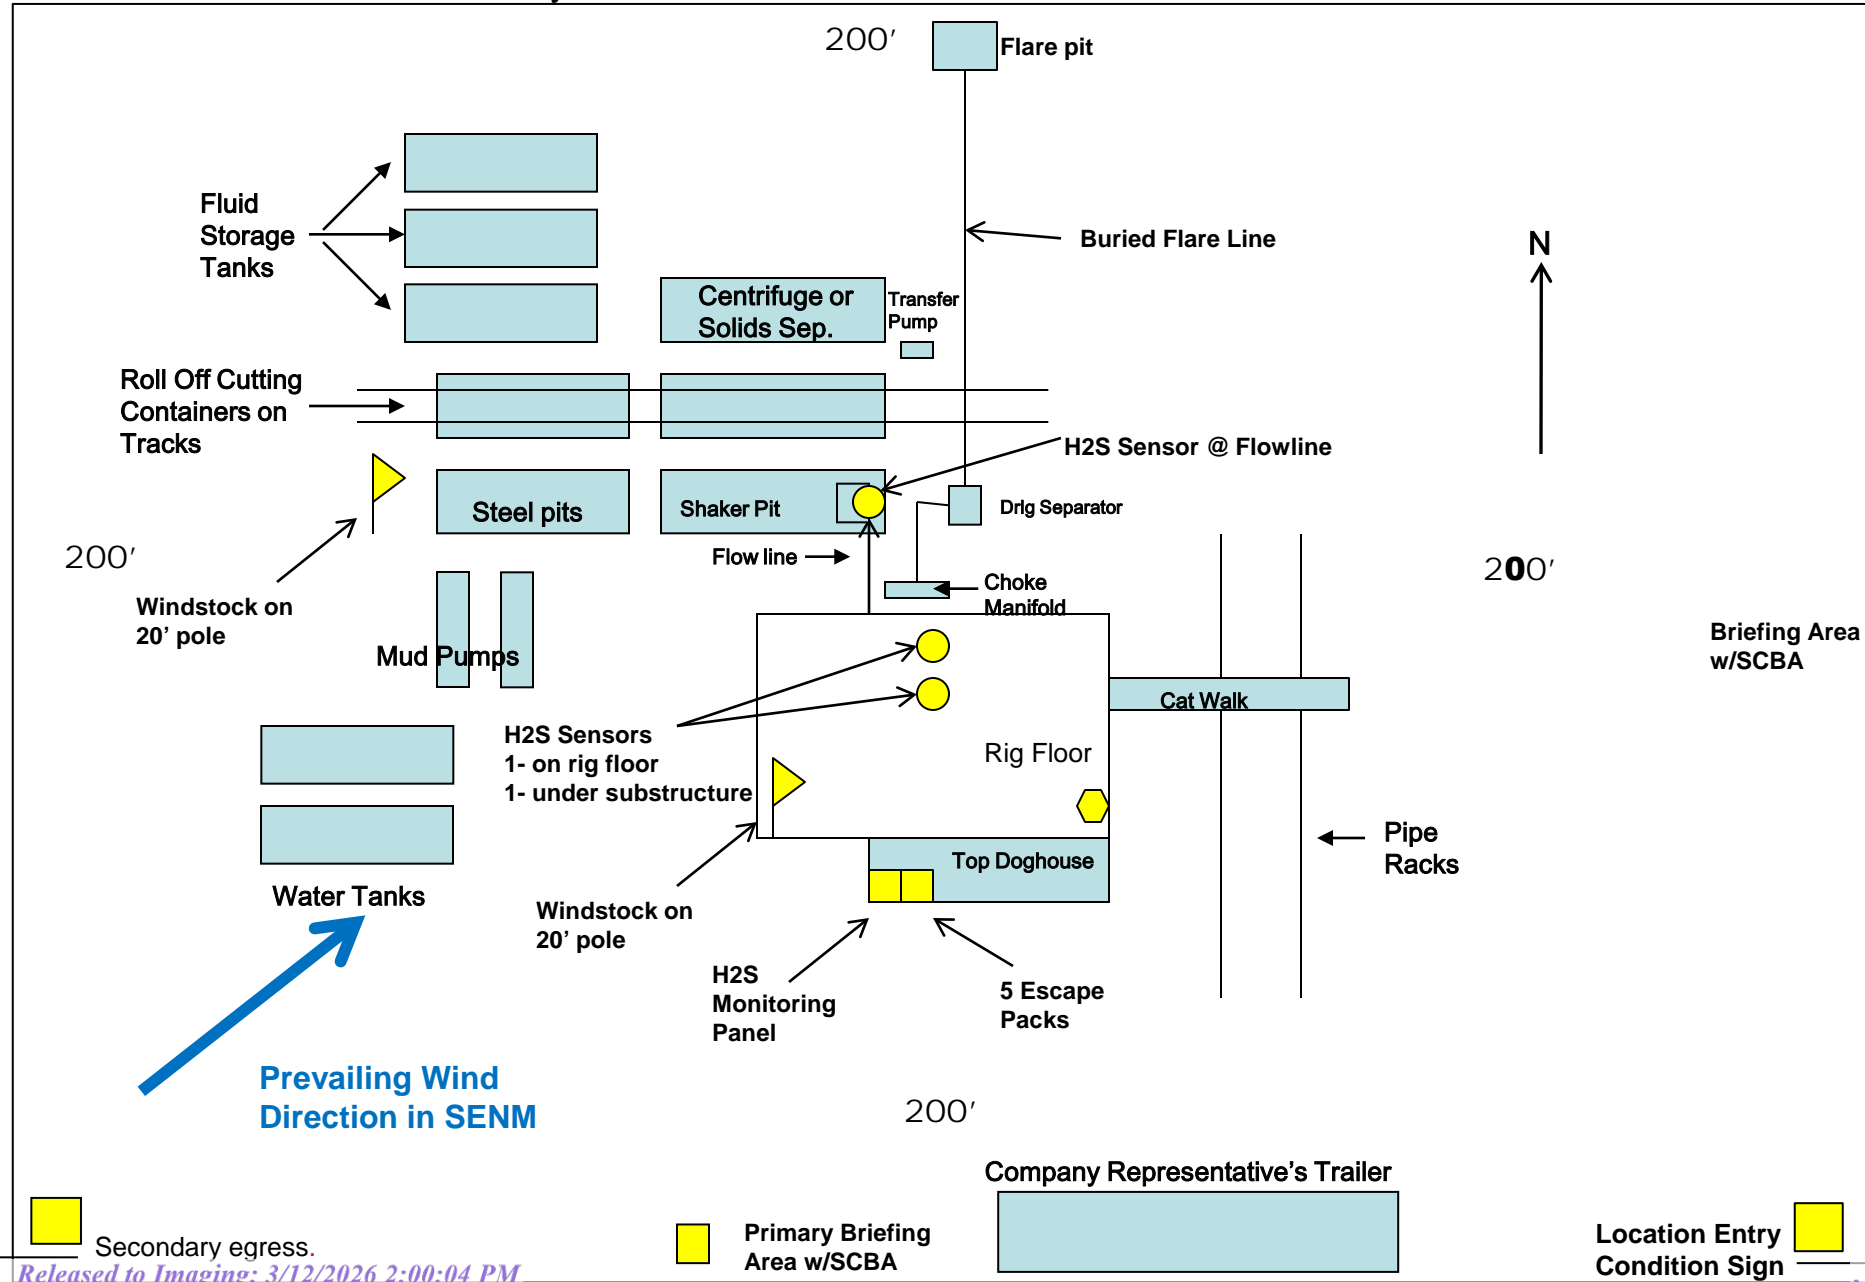 200'
Flare pit
Fluid
Storage
Tanks
Buried Flare Line
N
Centrifuge or
Solids Sep.
Transfer
Pump
Roll Off Cutting
Containers on
Tracks
H2S Sensor @ Flowline
Steel pits
Shaker Pit
Drlg Separator
200'
Flow line
200'
Choke
Manifold
Windstock on
20' pole
Briefing Area
w/SCBA
Mud Pumps
Cat Walk
H2S Sensors
1- on rig floor
1- under substructure
Rig Floor
Pipe
Racks
Top Doghouse
Water Tanks
Windstock on
20' pole
H2S
Monitoring
Panel
5 Escape
Packs
Prevailing Wind
Direction in SENM
200'
Company Representative's Trailer
Secondary egress.
Primary Briefing
Area w/SCBA
Location Entry
Condition Sign
Released to Imaging: 3/12/2026 2:00:04 PM